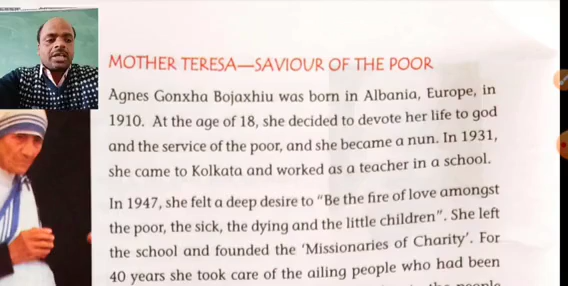 MOTHER TERESA—SAVIOUR OF THE POOR
Agnes Gonxha Bojaxhiu was born in Albania, Europe, in
1910. At the age of 18, she decided to devote her life to god
and the service of the poor, and she became a nun. In 1931,
she came to Kolkata and worked as a teacher in a school.
In 1947, she felt a deep desire to "Be the fire of love amongst
the poor, the sick, the dying and the little children". She left
the school and founded the 'Missionaries of Charity'. For
40 years she took care of the ailing people who had been
the people